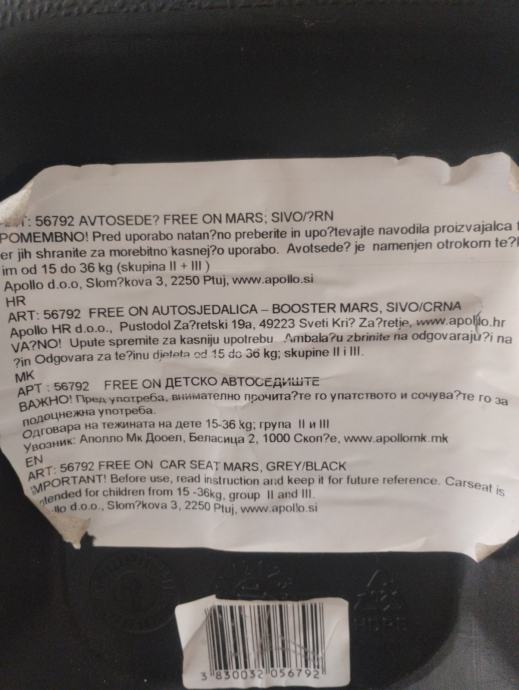 : 56792 AVTOSEDE? FREE ON MARS; SIVO/?RN
POMEMBNO! Pred uporabo natan?no preberite in upo?tevajte navodila proizvajalca
er jih shranite za morebitno kasnej?o uporabo. Avotsede? je namenjen otrokom te?
im od 15 do 36 kg (skupina II + III )
Apollo d.o.o, Slom?kova 3, 2250 Ptuj, www.apollo.si
HR
ART: 56792 FREE ON AUTOSJEDALICA – BOOSTER MARS, SIVO/CRNA
Apollo HR d.o.o., Pustodol Za?retski 19a, 49223 Sveti Kri? Za?retje, www.apollo.hr
VA?NO! Upute spremite za kasniju upotrebu. Ambala?u zbrinite na odgovaraju?i na
?in Odgovara za te?inu djeteta od 15 do 36 kg; skupine II i III.
MK
АРТ : 56792 FREE ON ДЕТСКО АВТОСЕДИШТЕ
ВАЖНО! Пред употреба, внимателно прочита?те го упатството и сочува?те го за
подоцнежна употреба.
Одговара на тежината на дете 15-36 kg; група II и III
Увозник: Аполло Мк Дооел, Беласица 2, 1000 Скоп?е, www.apollomk.mk
EN
ART: 56792 FREE ON CAR SEAT MARS, GREY/BLACK
IMPORTANT! Before use, read instruction and keep it for future reference. Carseat is
ntended for children from 15 -36kg, group II and III.
llo d.o.o., Slom?kova 3, 2250 Ptuj, www.apollo.si
HDPE
3 830032 056792